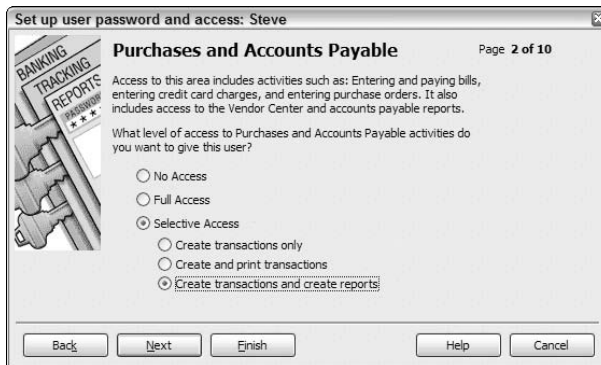 Set up user password and access: Steve
BANKING
TRACKING
REPORTS
PASSWORD
****
Purchases and Accounts Payable
Page 2 of 10
Access to this area includes activities such as: Entering and paying bills,
entering credit card charges, and entering purchase orders. It also
includes access to the Vendor Center and accounts payable reports.
What level of access to Purchases and Accounts Payable activities do
you want to give this user?
No Access
Full Access
Selective Access
Create transactions only
Create and print transactions
Create transactions and create reports
Back
Next
Finish
Help
Cancel